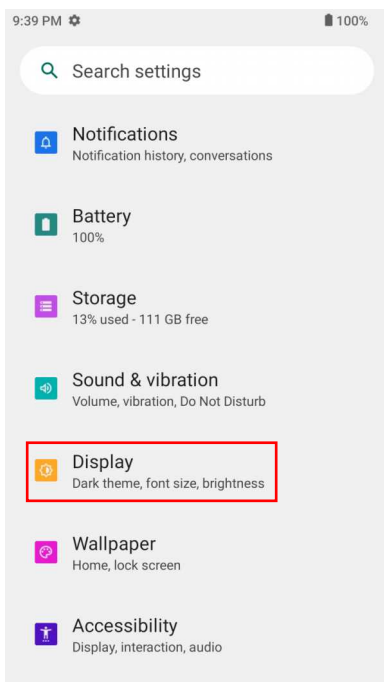 9:39 PM 100%
Search settings
Notifications
Notification history, conversations
Battery
100%
Storage
13% used - 111 GB free
Sound & vibration
Volume, vibration, Do Not Disturb
Display
Dark theme, font size, brightness
Wallpaper
Home, lock screen
Accessibility
Display, interaction, audio